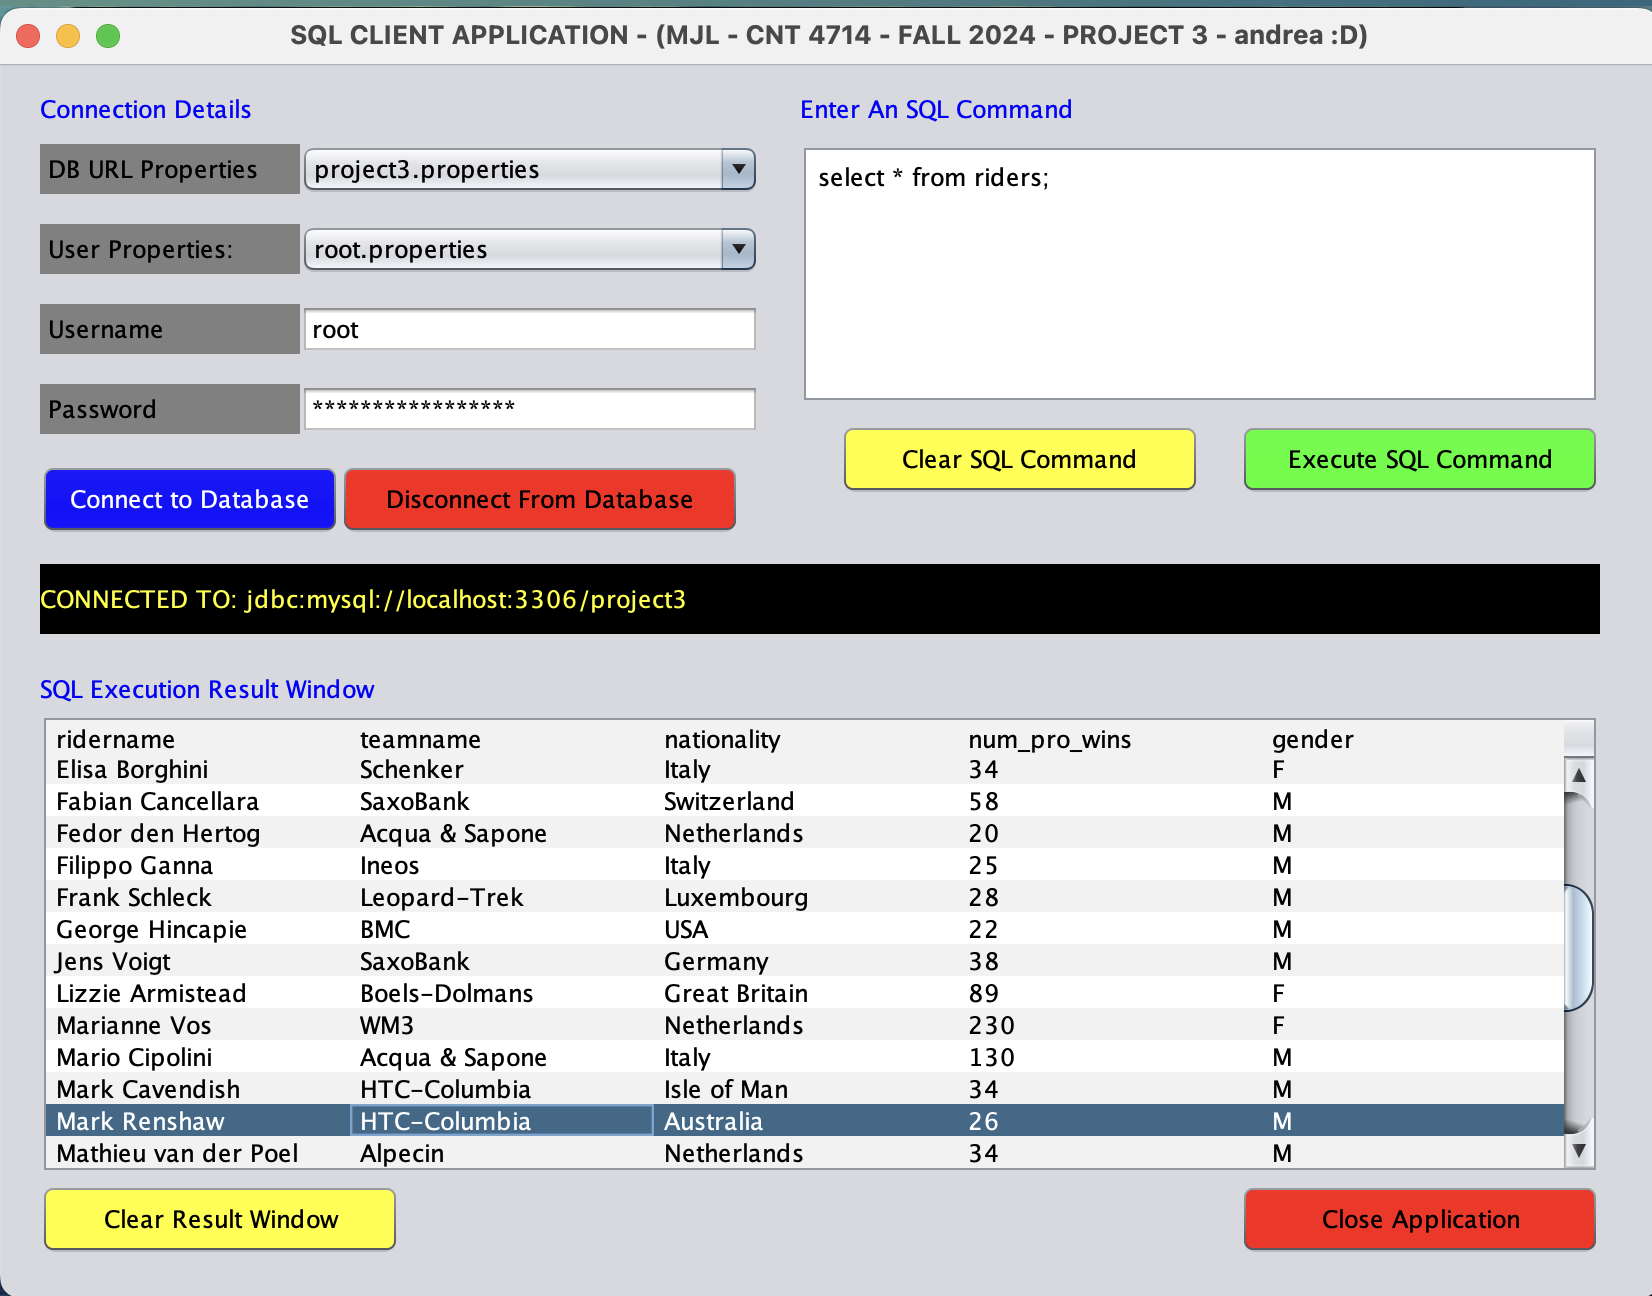 SQL CLIENT APPLICATION - (MJL - CNT 4714 - FALL 2024 - PROJECT 3 - andrea :D)
Connection Details
DB URL Properties project3.properties
User Properties: root.properties
Username root
Password *****************
Connect to Database Disconnect From Database
Enter An SQL Command
select * from riders;
Clear SQL Command Execute SQL Command
CONNECTED TO: jdbc:mysql://localhost:3306/project3
SQL Execution Result Window
ridername teamname nationality num_pro_wins gender
Elisa Borghini Schenker Italy 34 F
Fabian Cancellara SaxoBank Switzerland 58 M
Fedor den Hertog Acqua & Sapone Netherlands 20 M
Filippo Ganna Ineos Italy 25 M
Frank Schleck Leopard-Trek Luxembourg 28 M
George Hincapie BMC USA 22 M
Jens Voigt SaxoBank Germany 38 M
Lizzie Armistead Boels-Dolmans Great Britain 89 F
Marianne Vos WM3 Netherlands 230 F
Mario Cipolini Acqua & Sapone Italy 130 M
Mark Cavendish HTC-Columbia Isle of Man 34 M
Mark Renshaw HTC-Columbia Australia 26 M
Mathieu van der Poel Alpecin Netherlands 34 M
Clear Result Window Close Application